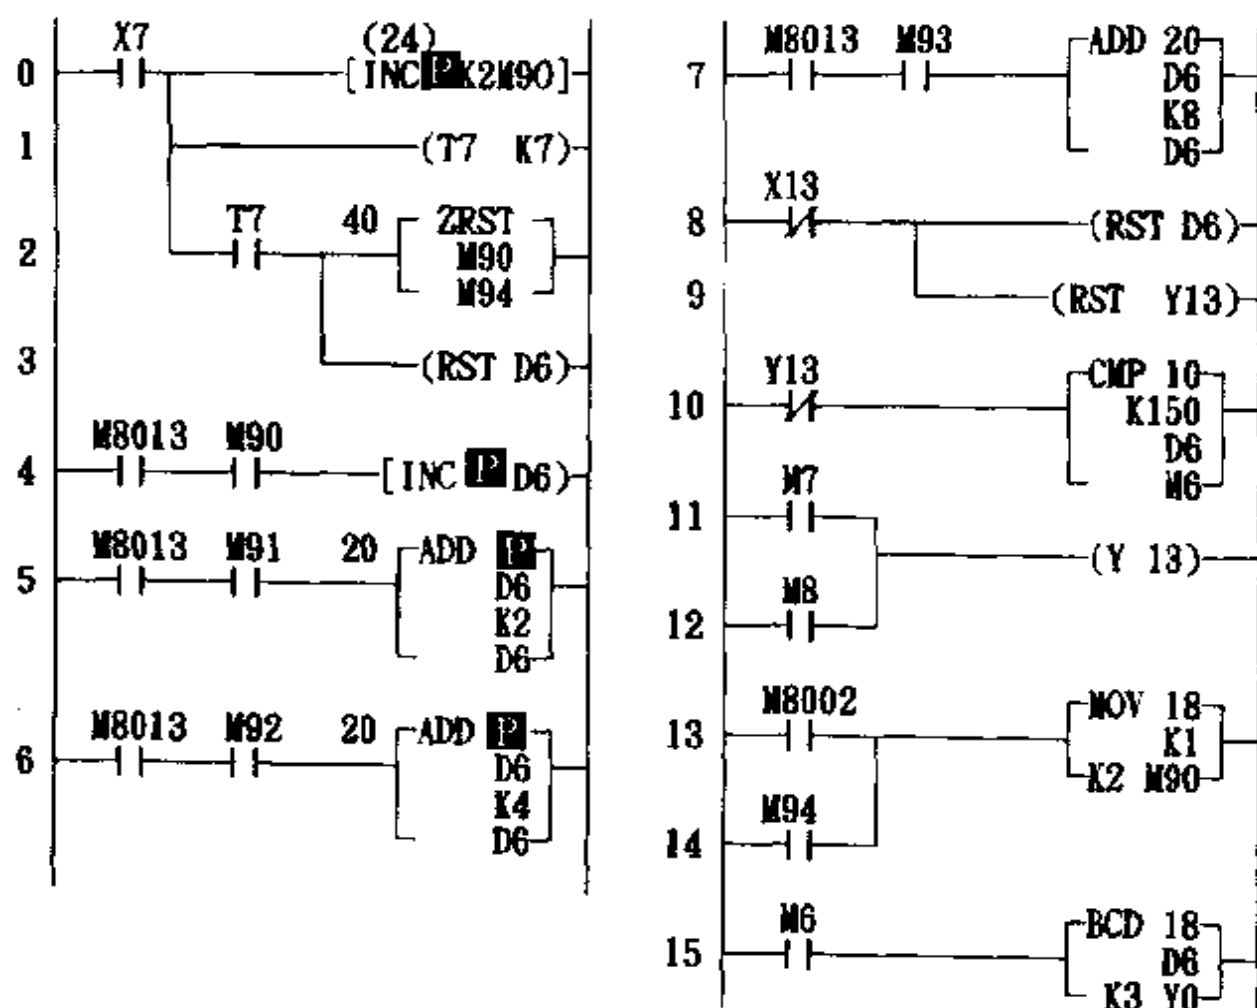 X7 (24)
0 [INC P K2M90]
1 (T7 K7)
T7 40 ZRST
2 M90
M94
3 (RST D6)
M8013 M90
4 [INC P D6)
M8013 M91 20 ADD P
5 D6
K2
D6
M8013 M92 20 ADD P
6 D6
K4
D6
M8013 M93 ADD 20
7 D6
K8
D6
X13
8 (RST D6)
9 (RST Y13)
Y13 CMP 10
10 K150
D6
M6
M7
11
(Y 13)
M8
12
M8002 MOV 18
13 K1
K2 M90
M94
14
M6 BCD 18
15 D6
K3 Y0